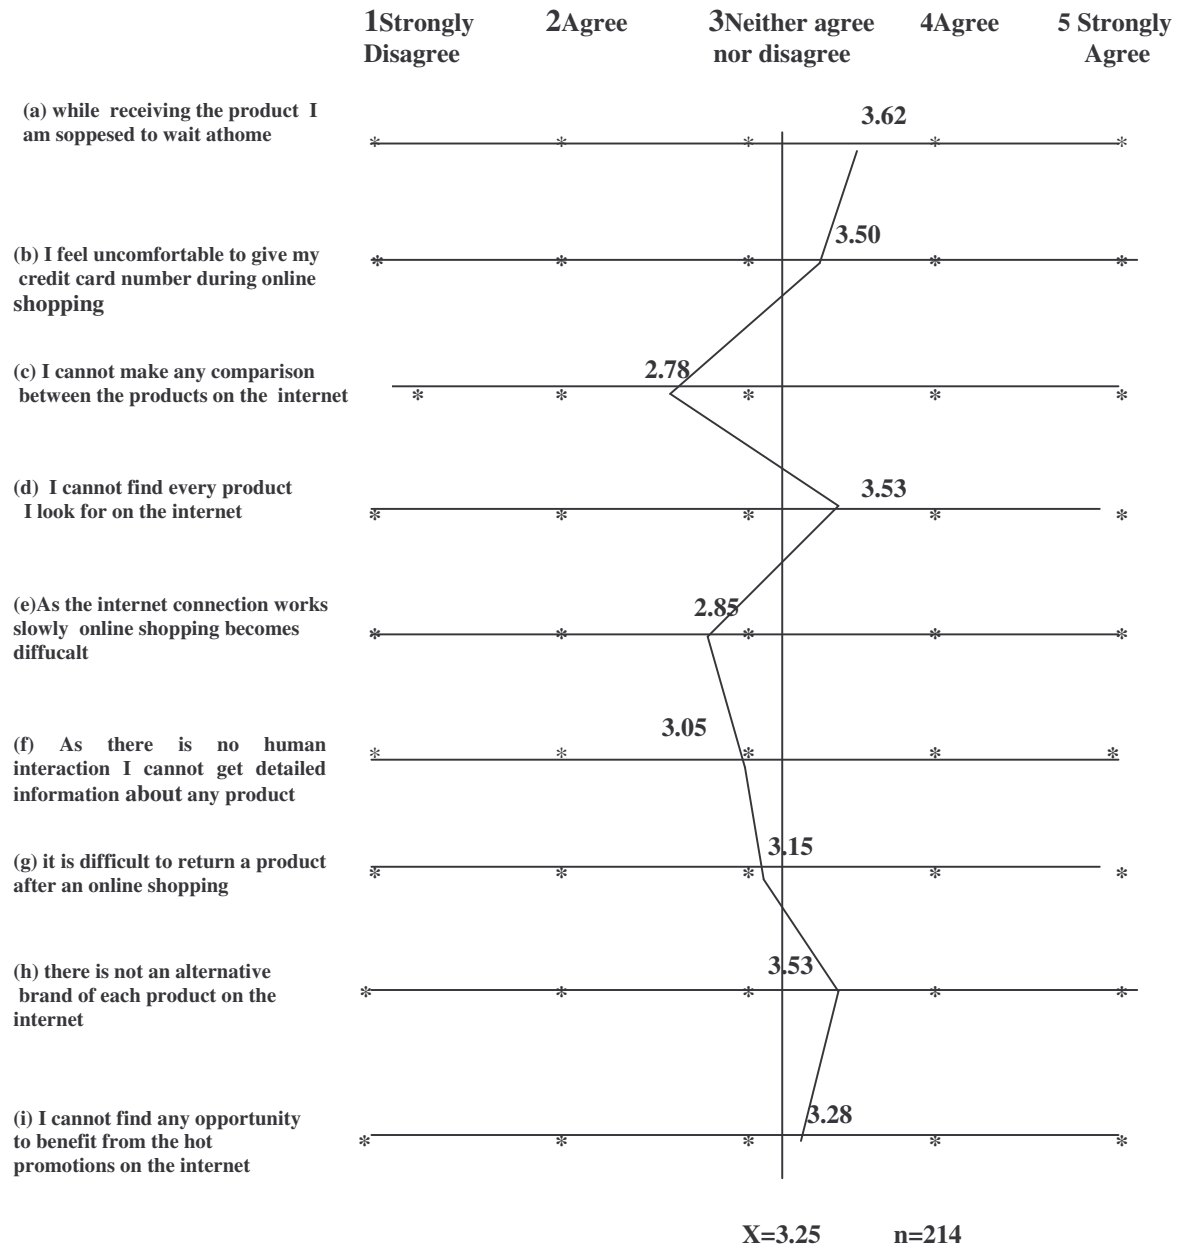 1Strongly Disagree 2Agree 3Neither agree nor disagree 4Agree 5 Strongly Agree
(a) while receiving the product I
am soppesed to wait athome
3.62
* * * * *
(b) I feel uncomfortable to give my
credit card number during online
shopping
3.50
* * * * *
(c) I cannot make any comparison
between the products on the internet
2.78
* * * * *
(d) I cannot find every product
I look for on the internet
3.53
* * * * *
(e)As the internet connection works
slowly online shopping becomes
diffucalt
2.85
* * * * *
(f) As there is no human
interaction I cannot get detailed
information about any product
3.05
* * * * *
(g) it is difficult to return a product
after an online shopping
3.15
* * * * *
(h) there is not an alternative
brand of each product on the
internet
3.53
* * * * *
(i) I cannot find any opportunity
to benefit from the hot
promotions on the internet
3.28
* * * * *
X=3.25 n=214